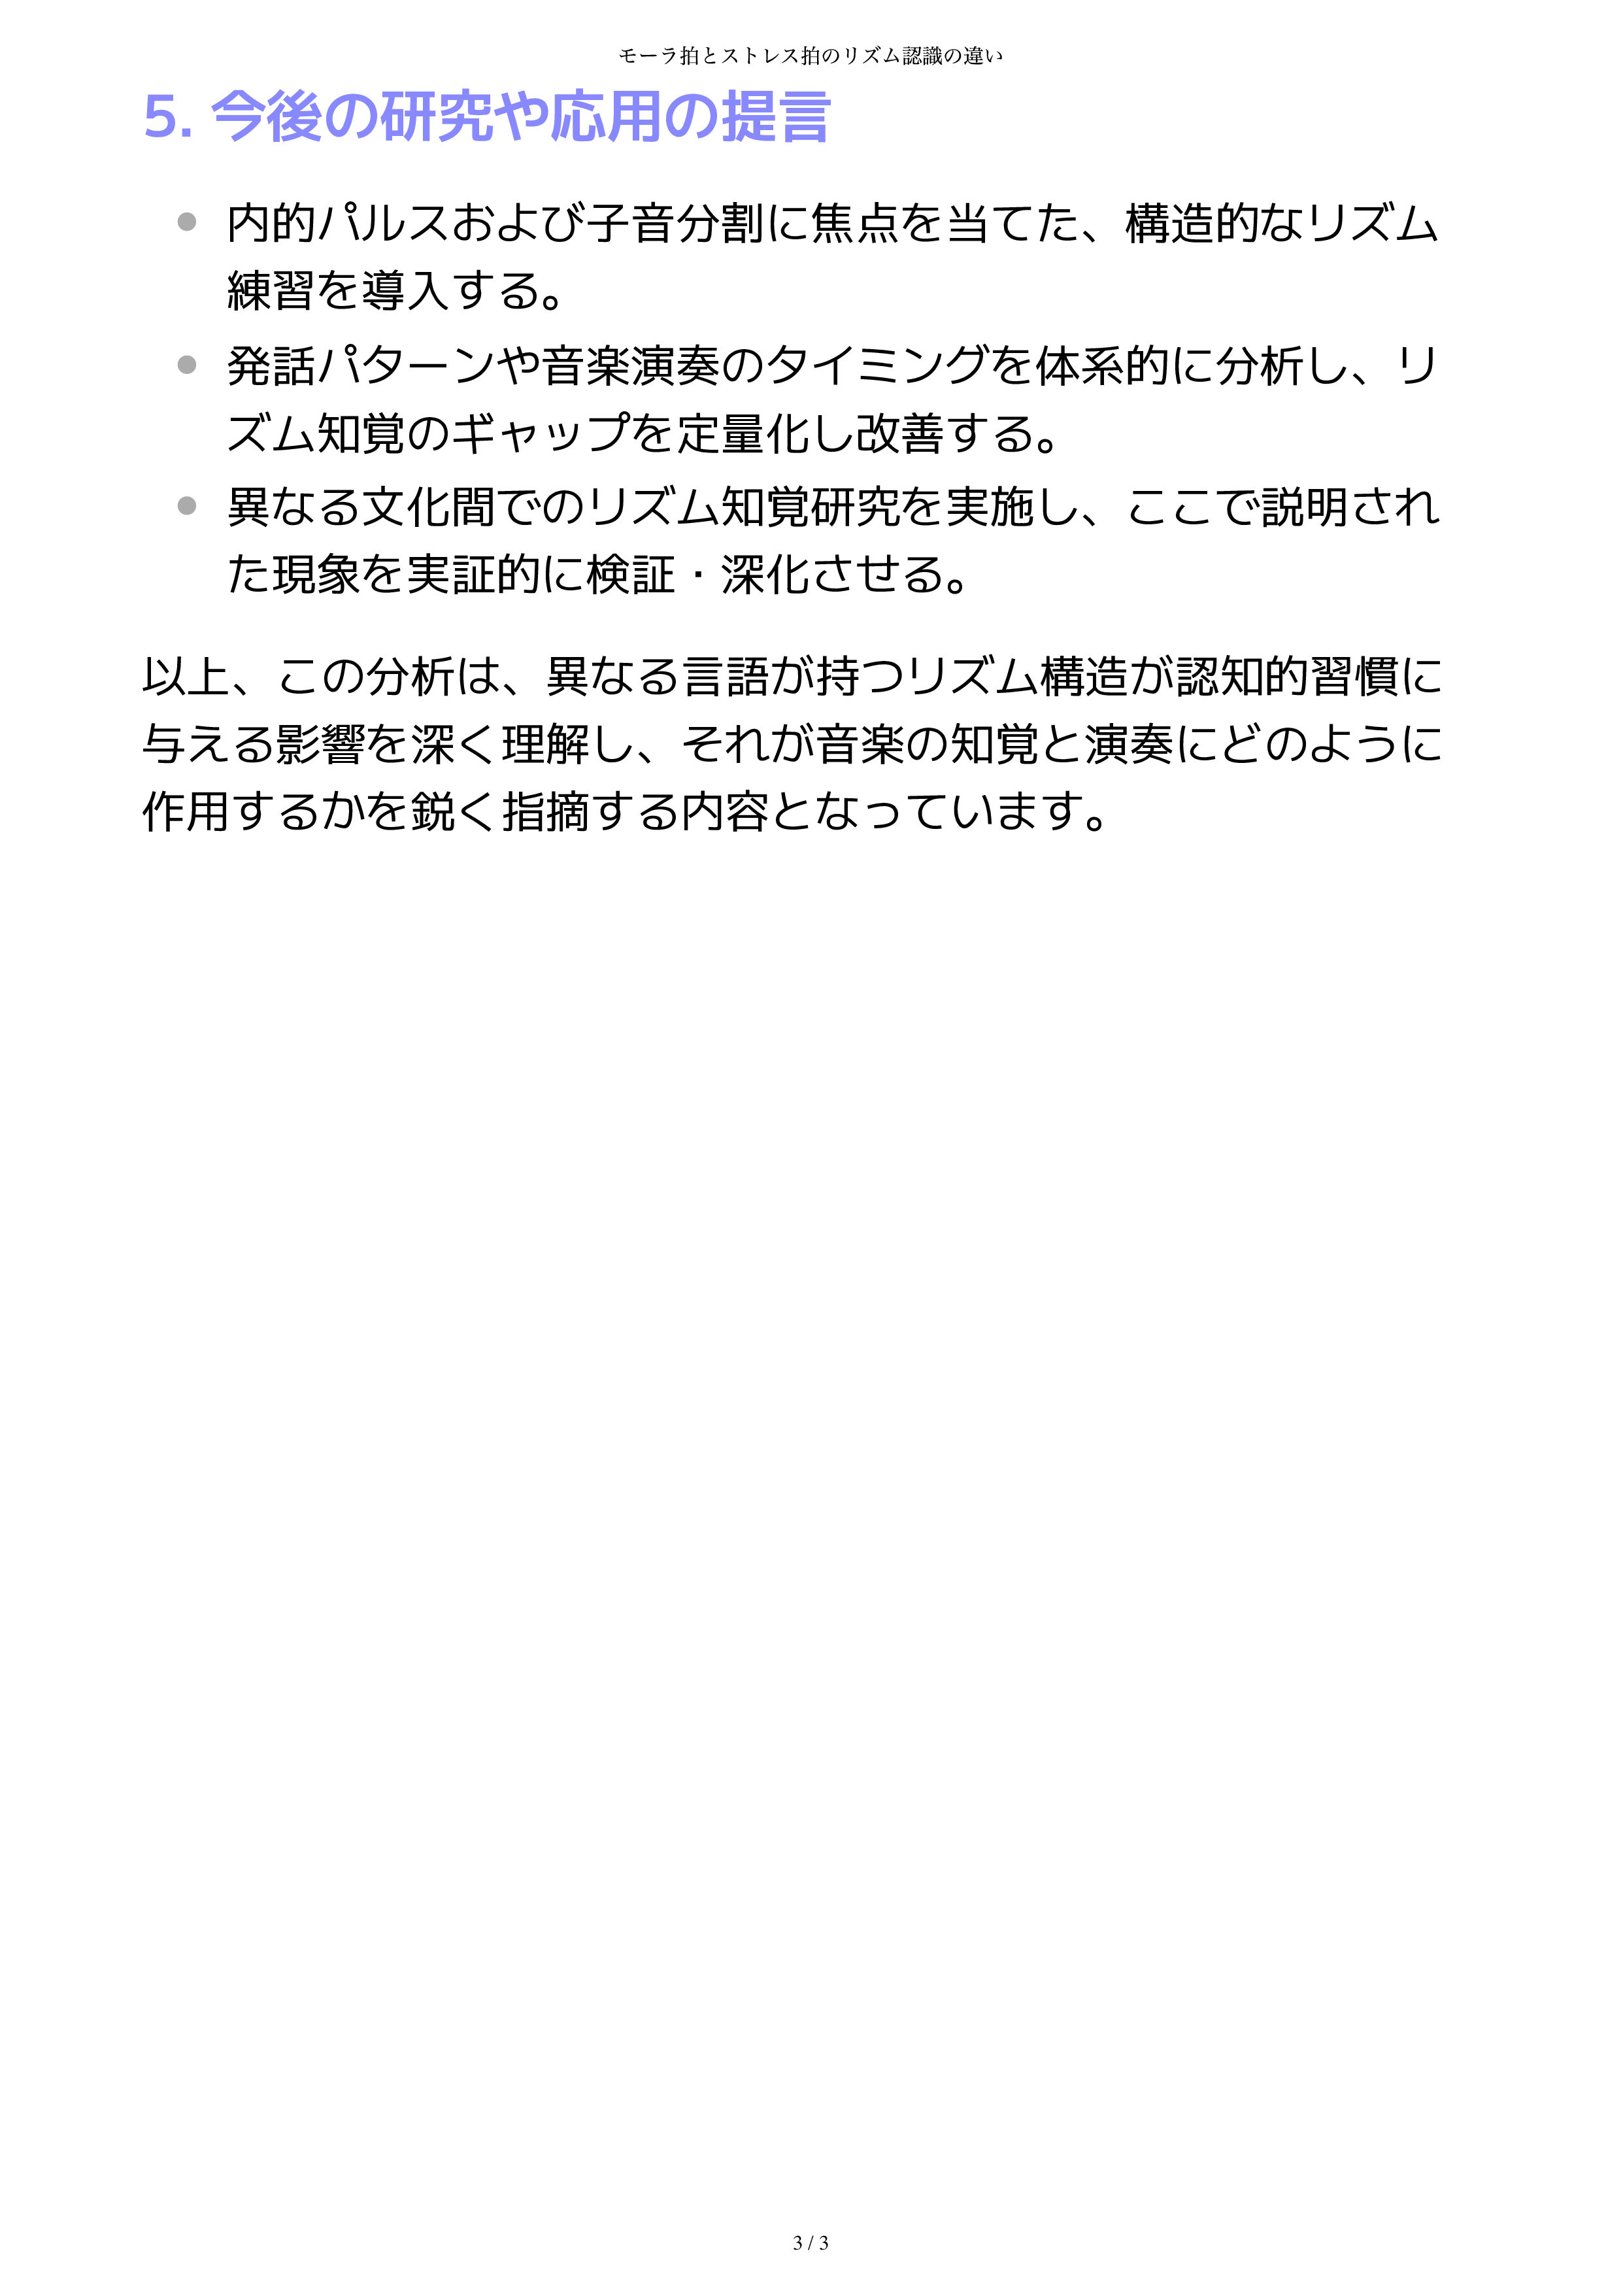 モーラ拍とストレス拍のリズム認識の違い
5. 今後の研究や応用の提言
• 内的パルスおよび子音分割に焦点を当てた、構造的なリズム
練習を導入する。
• 発話パターンや音楽演奏のタイミングを体系的に分析し、リ
ズム知覚のギャップを定量化し改善する。
• 異なる文化間でのリズム知覚研究を実施し、ここで説明され
た現象を実証的に検証・深化させる。
以上、この分析は、異なる言語が持つリズム構造が認知的習慣に
与える影響を深く理解し、それが音楽の知覚と演奏にどのように
作用するかを鋭く指摘する内容となっています。
3 / 3